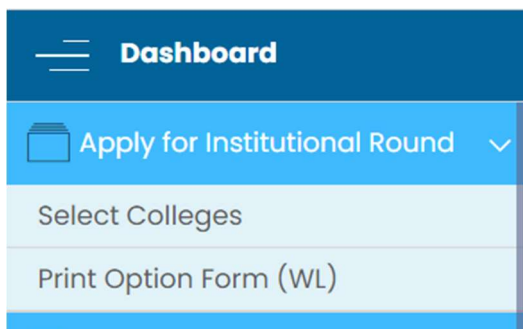 Dashboard
Apply for Institutional Round
Select Colleges
Print Option Form (WL)